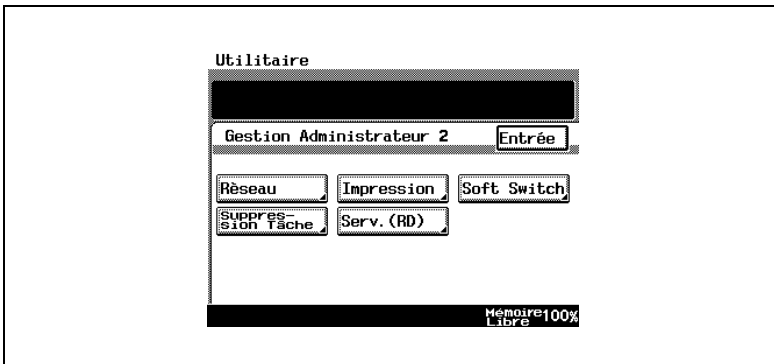 Utilitaire
Gestion Administrateur 2
Entrée
Rèseau
Impression
Soft Switch
Suppres-
sion Tâche
Serv.(RD)
Mémoire
Libre 100%